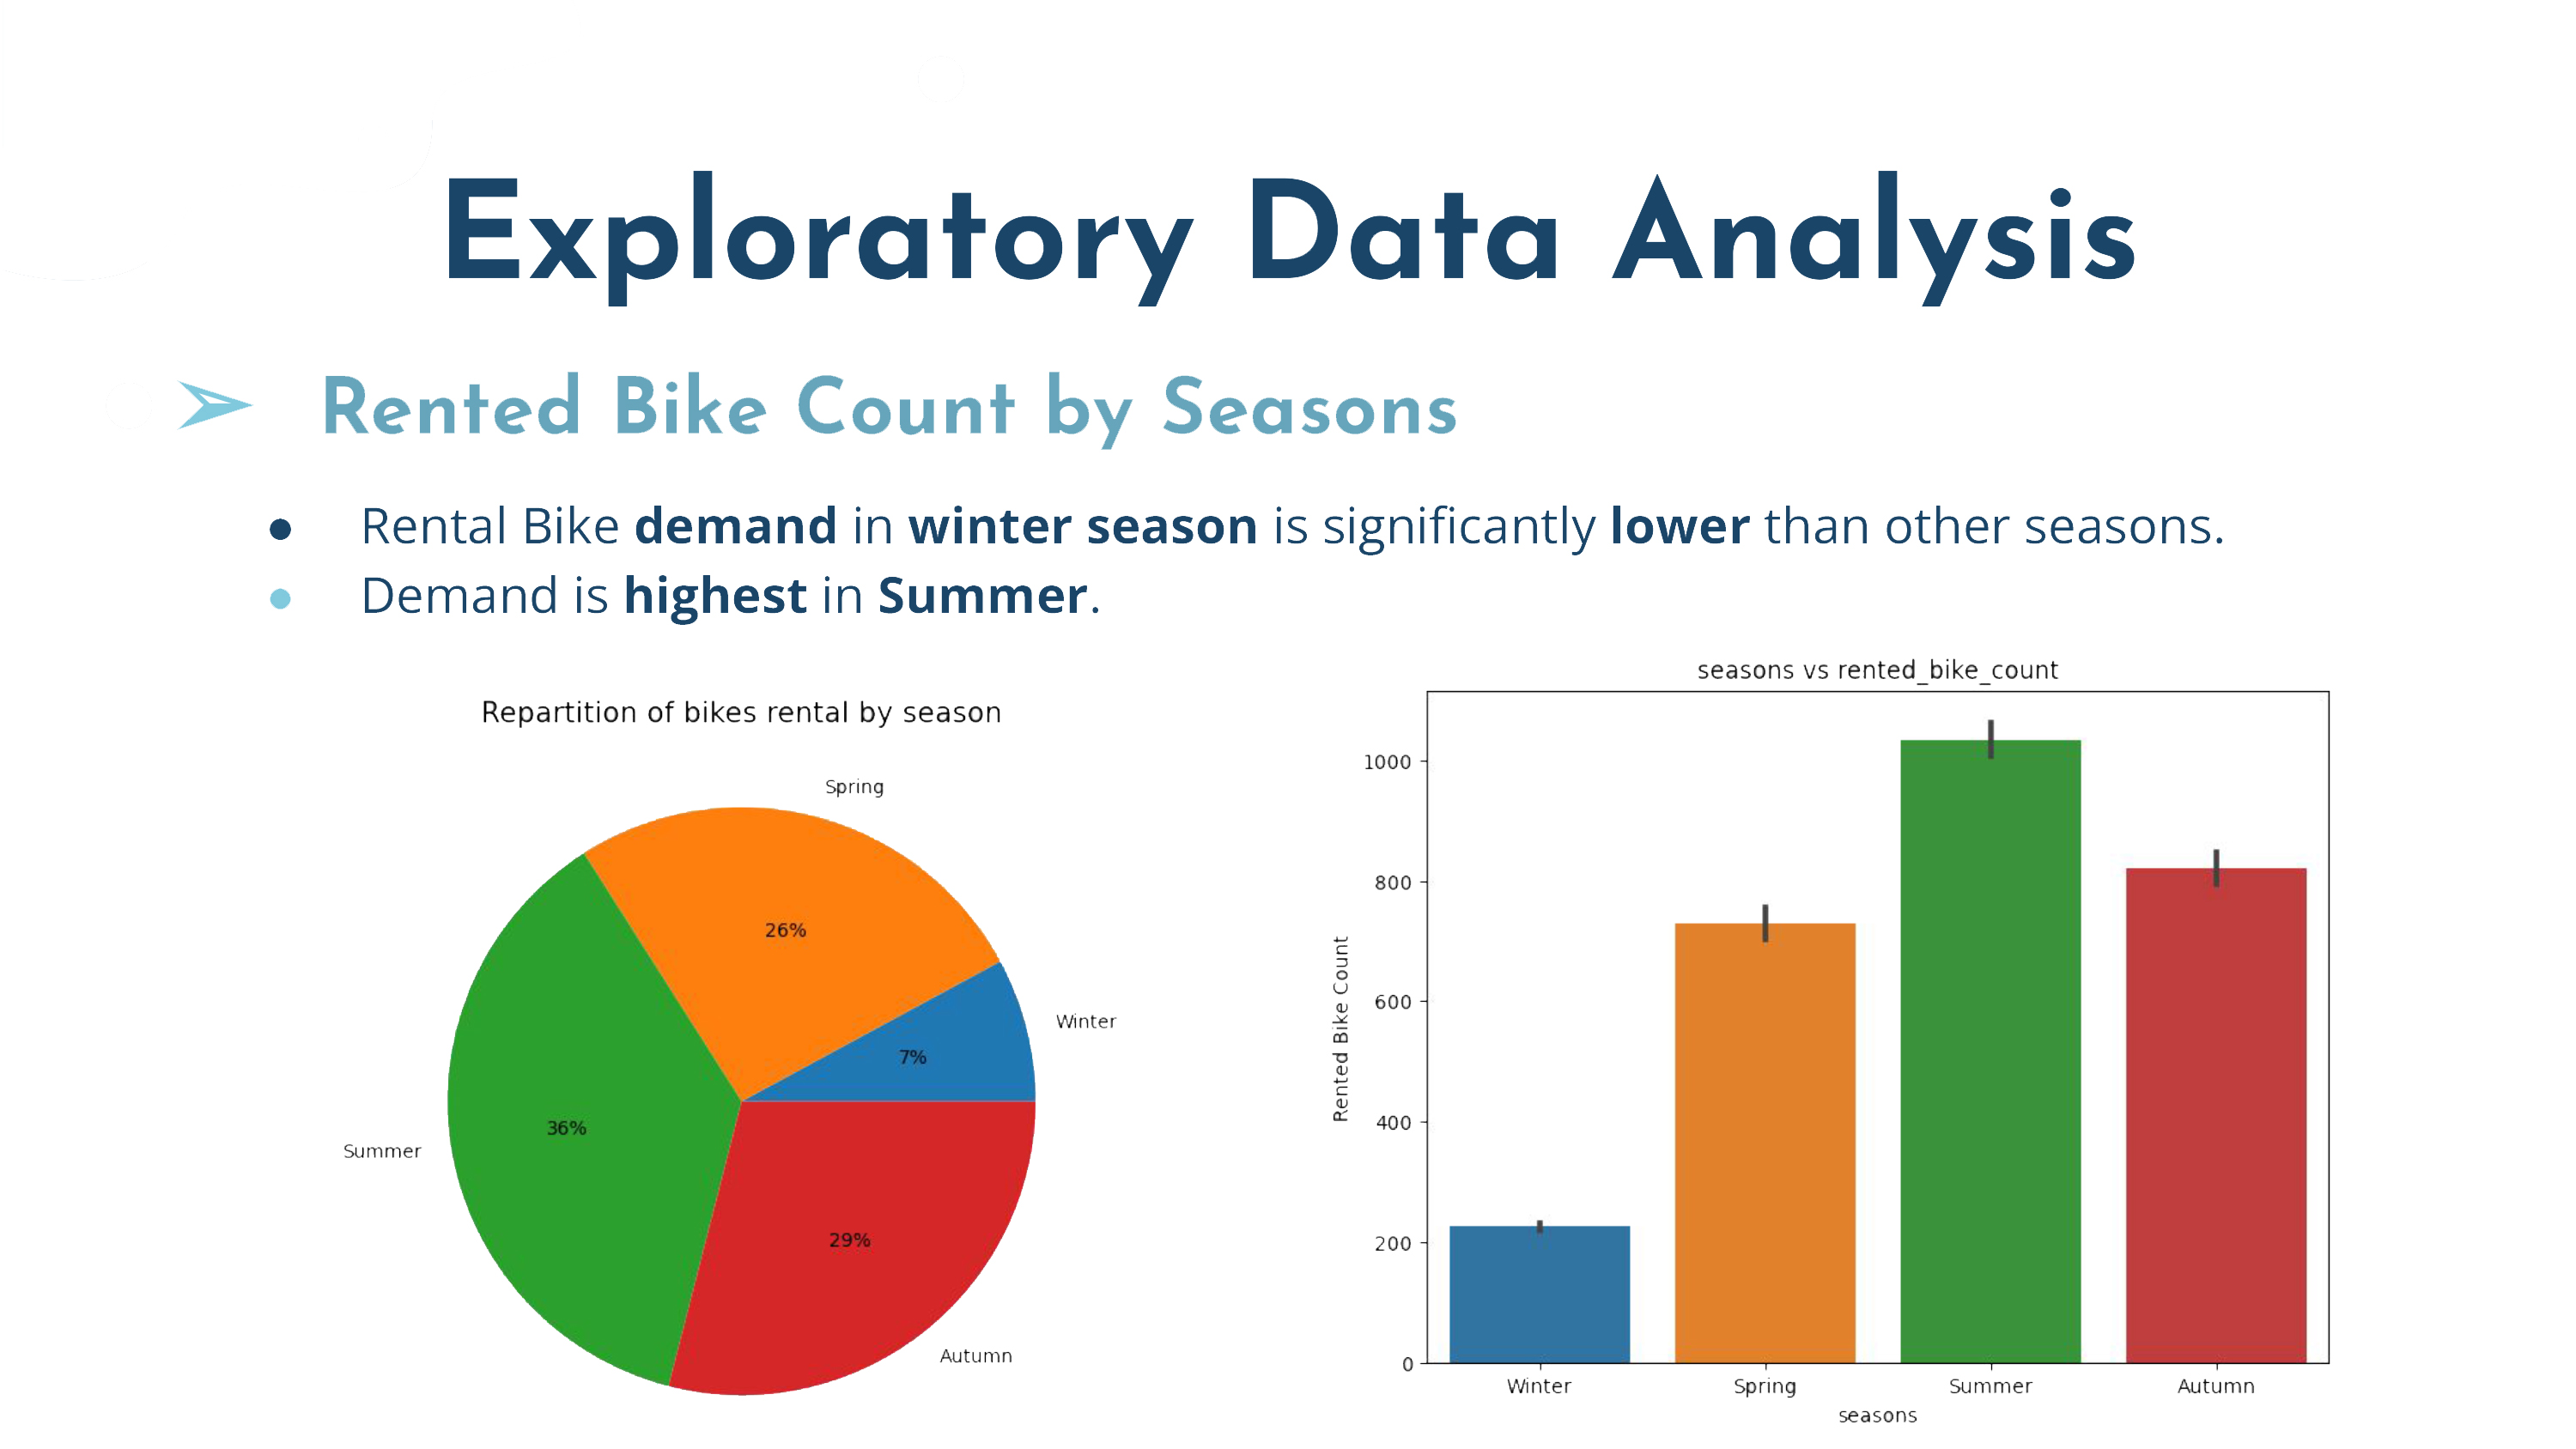 Exploratory Data Analysis
➢ Rented Bike Count by Seasons
● Rental Bike demand in winter season is significantly lower than other seasons.
● Demand is highest in Summer.
Repartition of bikes rental by season
Spring
26%
Winter
7%
36%
Summer
29%
Autumn
seasons vs rented_bike_count
1000
800
600
400
200
0
Rented Bike Count
Winter Spring Summer Autumn
seasons